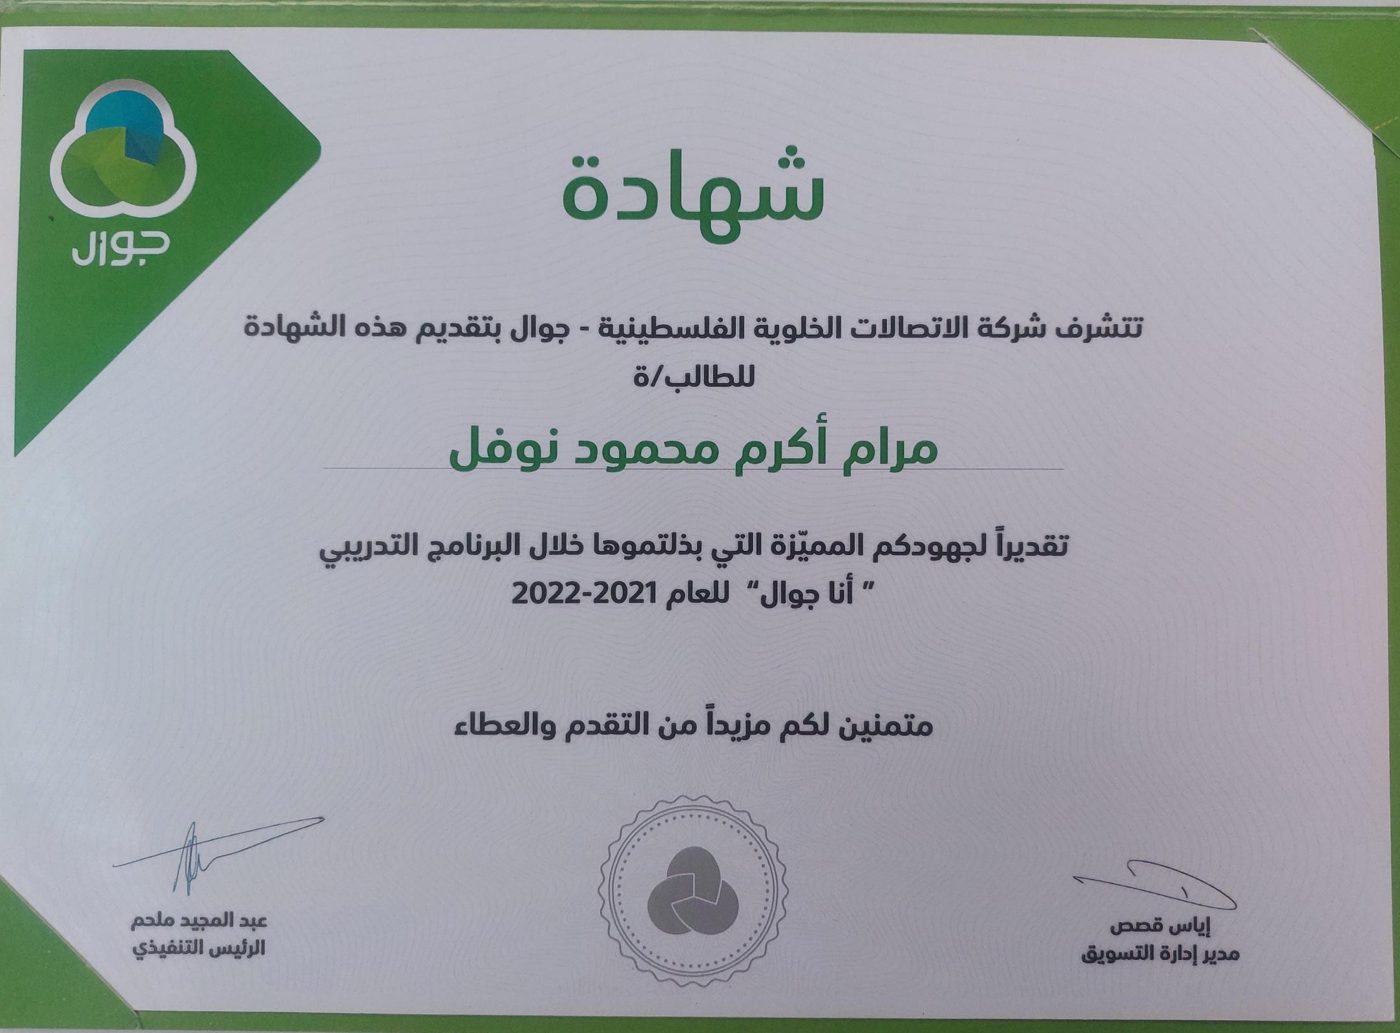 جوال
شهادة
تتشرف شركة الاتصالات الخلوية الفلسطينية - جوال بتقديم هذه الشهادة
للطالب/ة
مرام أكرم محمود نوفل
تقديراً لجهودكم المميّزة التي بذلتموها خلال البرنامج التدريبي
" أنا جوال" للعام 2021-2022
متمنين لكم مزيداً من التقدم والعطاء
إياس قصص
مدير إدارة التسويق
عبد المجيد ملحم
الرئيس التنفيذي